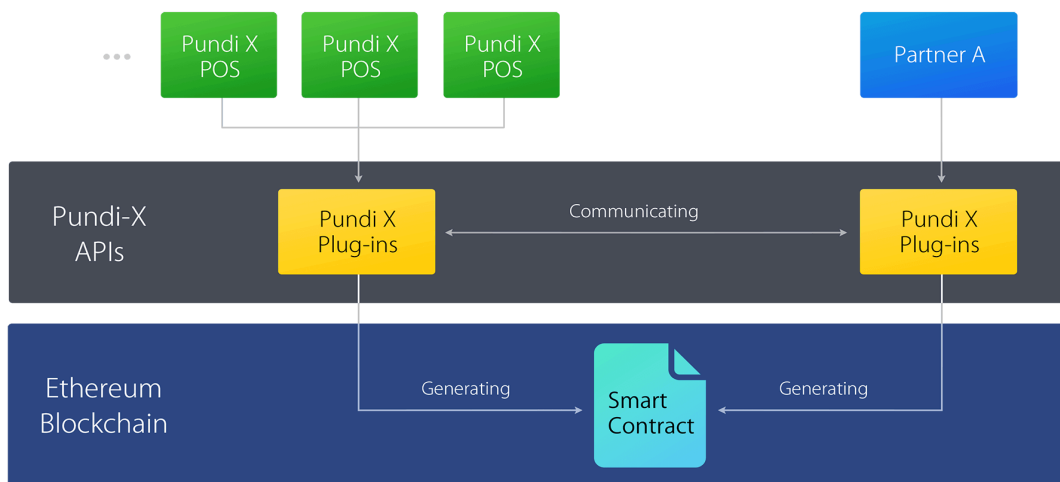 Pundi X
POS
Pundi X
POS
Pundi X
POS
Partner A
Pundi-X
APIs
Pundi X
Plug-ins
Communicating
Pundi X
Plug-ins
Ethereum
Blockchain
Generating
Smart
Contract
Generating